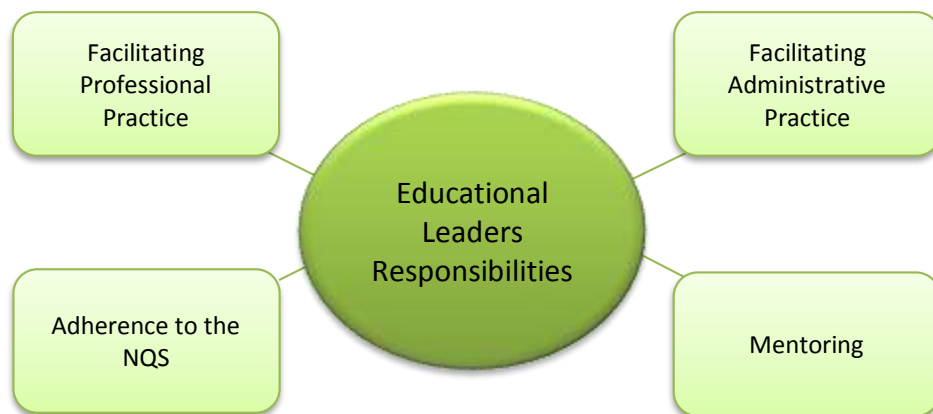 Facilitating
Professional
Practice
Facilitating
Administrative
Practice
Educational
Leaders
Responsibilities
Adherence to the
NQS
Mentoring